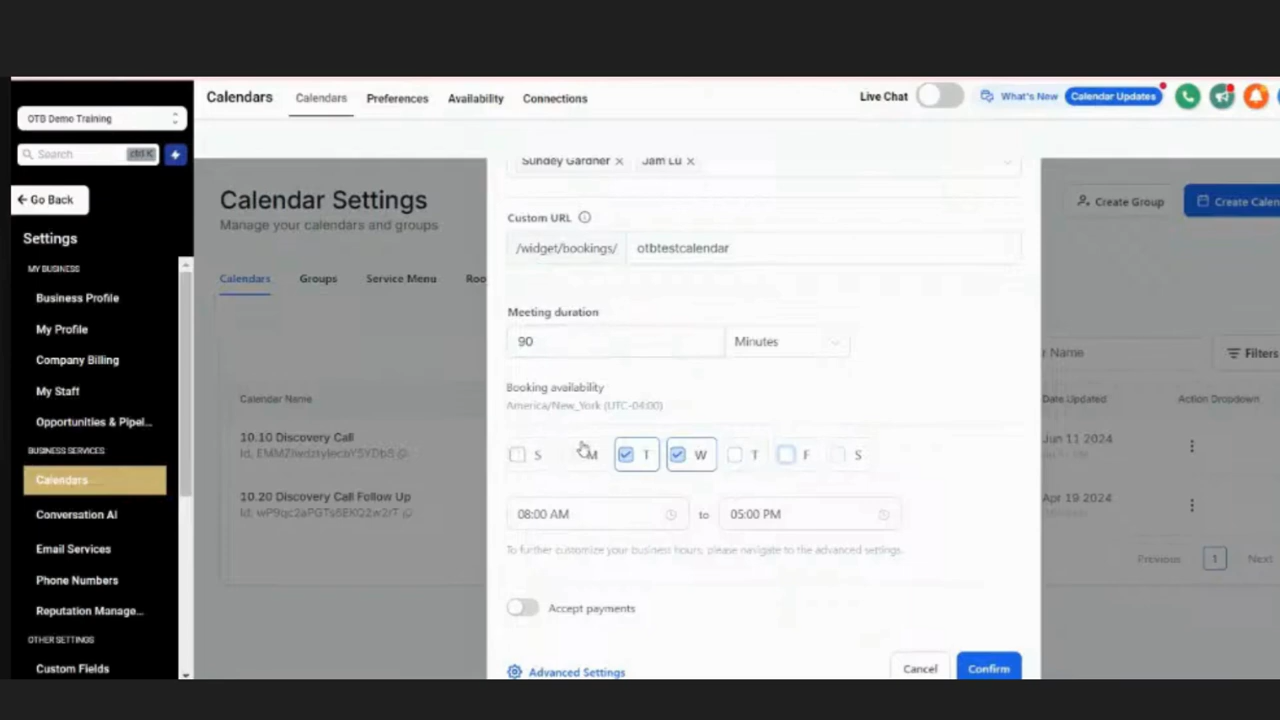 Calendars
Calendars
Preferences
Availability
Connections
Live Chat
What's New
Calendar Updates
OTB Demo Training
Search
ctrl K
Go Back
Settings
MY BUSINESS
Business Profile
My Profile
Company Billing
My Staff
Opportunities & Pipel...
BUSINESS SERVICES
Calendars
Conversation AI
Email Services
Phone Numbers
Reputation Manage...
OTHER SETTINGS
Custom Fields
Calendar Settings
Manage your calendars and groups
Create Group
Create Calen
Calendars
Groups
Service Menu
Roo
Calendar Name
10.10 Discovery Call
10.20 Discovery Call Follow Up
Sundey Gardner ×
Jam Lu ×
Custom URL
/widget/bookings/
otbtestcalendar
Meeting duration
90
Minutes
Booking availability
America/New_York (UTC-04:00)
S
M
T
W
T
F
S
08:00 AM
to
05:00 PM
To further customize your business hours, please navigate to the advanced settings.
Accept payments
Advanced Settings
Cancel
Confirm
r Name
Filters
Date Updated
Action Dropdown
Jun 11 2024
Apr 19 2024
Previous
1
Next